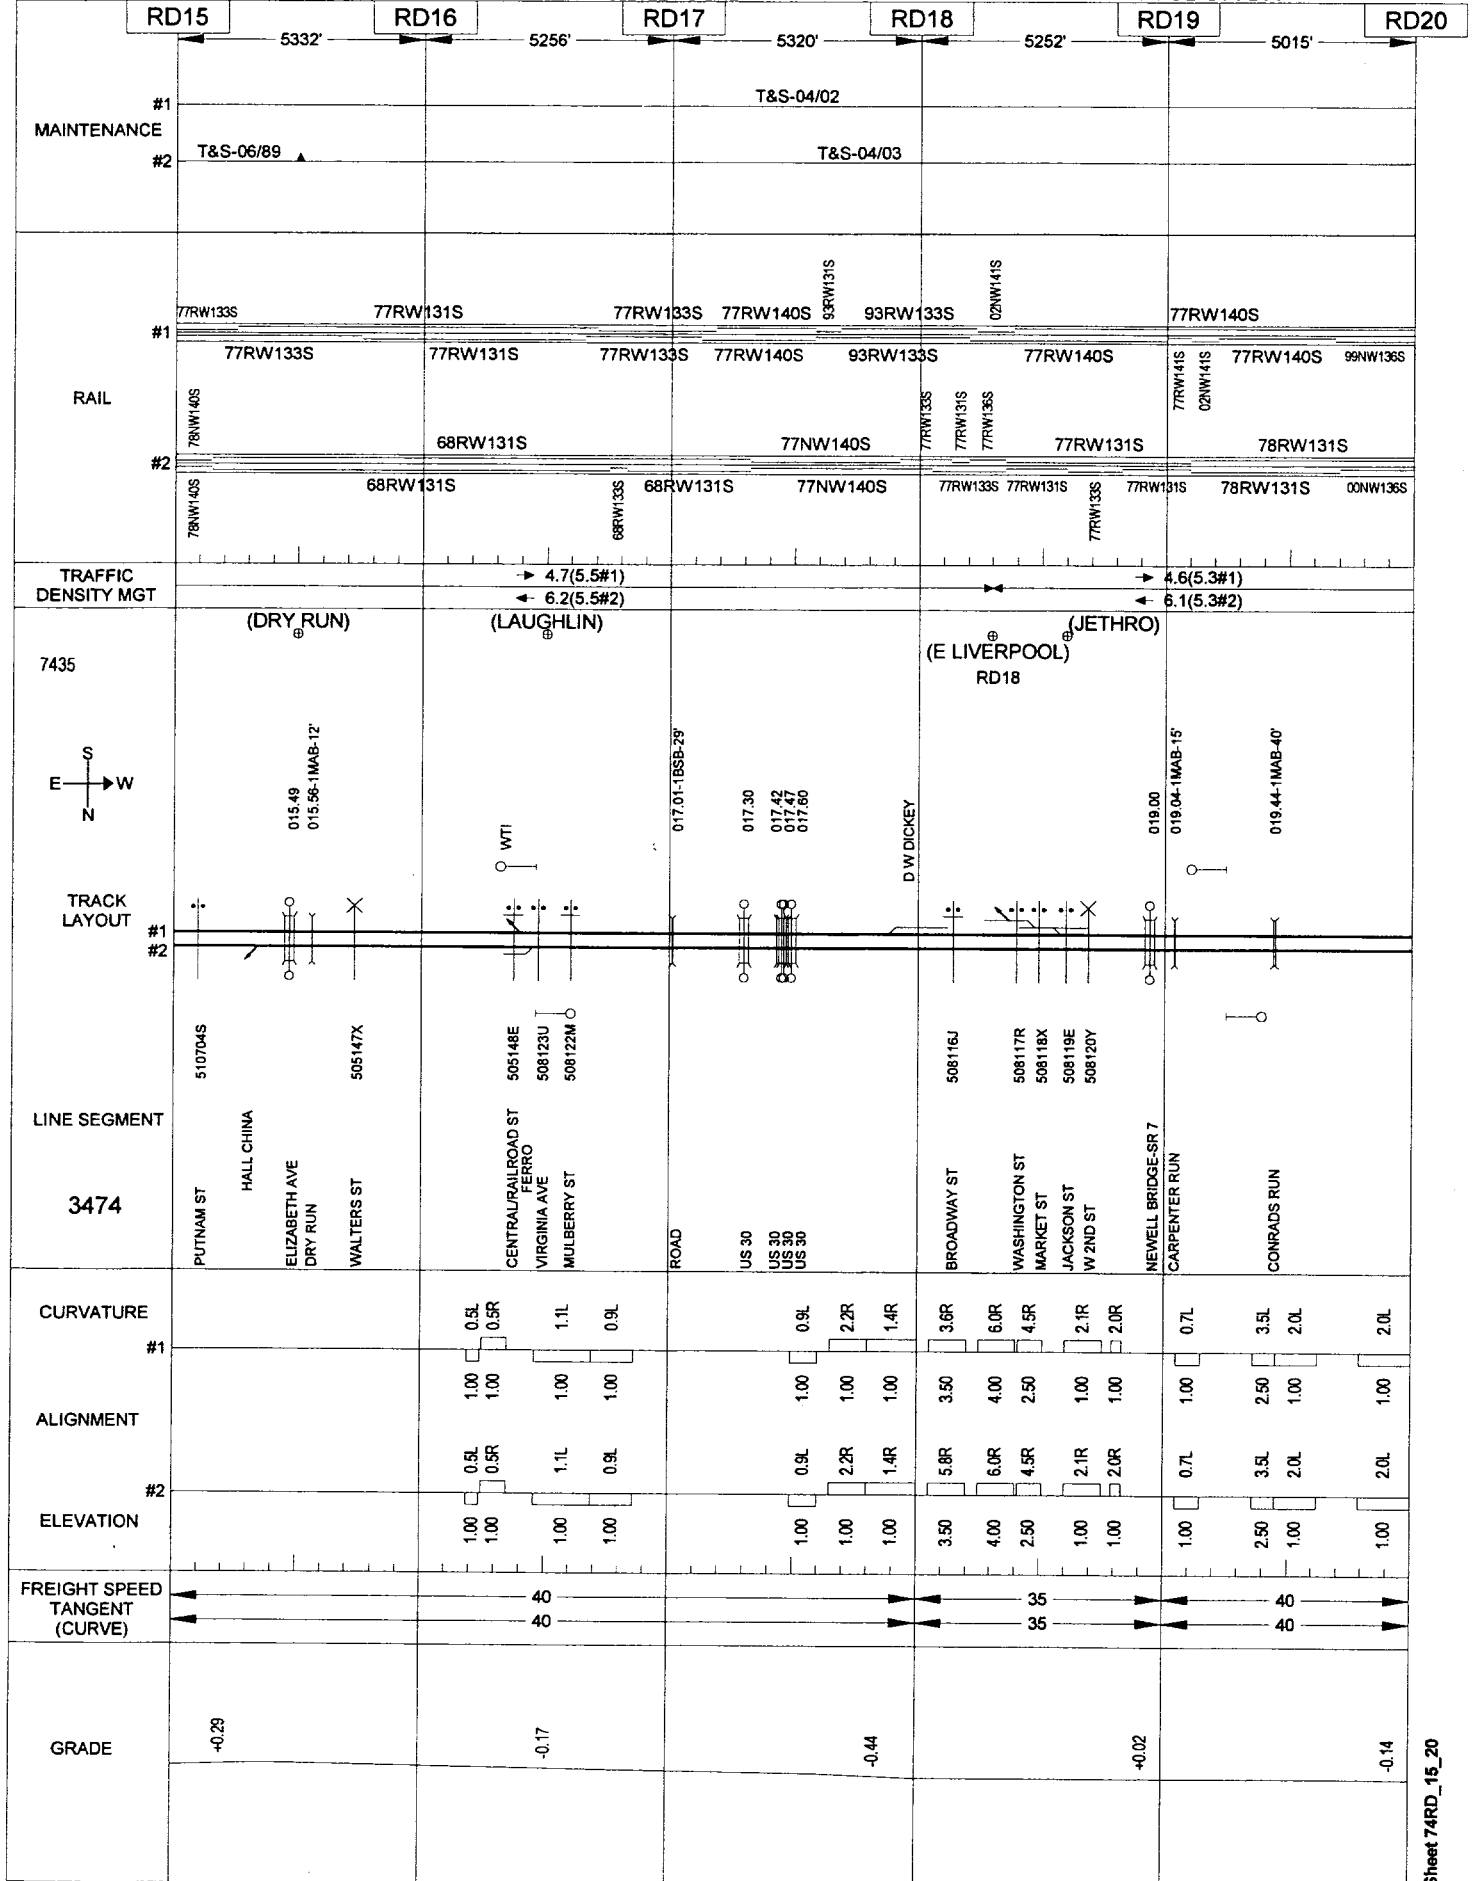 RD15 RD16 RD17 RD18 RD19 RD20
5332' 5256' 5320' 5252' 5015'
MAINTENANCE
#1 T&S-04/02
#2 T&S-06/89 T&S-04/03
RAIL
77RW133S 77RW131S 77RW133S 77RW140S 93RW131S 93RW133S 02NW141S 77RW140S
#1
77RW133S 77RW131S 77RW133S 77RW140S 93RW133S 77RW140S 77RW141S 02NW141S 77RW140S 99NW136S
78NW140S 68RW131S 77NW140S 77RW133S 77RW131S 77RW136S 77RW131S 78RW131S
#2
78NW140S 68RW131S 68RW133S 68RW131S 77NW140S 77RW133S 77RW131S 77RW133S 77RW131S 78RW131S 00NW136S
TRAFFIC
DENSITY MGT
4.7(5.5#1) 4.6(5.3#1)
6.2(5.5#2) 6.1(5.3#2)
(DRY RUN) (LAUGHLIN) (E LIVERPOOL) (JETHRO)
RD18
7435
S
E W
N
015.49 015.56-1MAB-12' 017.01-1BSB-29' 017.30 017.42 017.47 017.60 019.00 019.04-1MAB-15' 019.44-1MAB-40'
WTI D W DICKEY
TRACK
LAYOUT
#1
#2
510704S 505147X 505148E 508123U 508122M 508116J 508117R 508118X 508119E 508120Y
LINE SEGMENT
3474
PUTNAM ST
HALL CHINA
ELIZABETH AVE
DRY RUN
WALTERS ST
CENTRAL/RAILROAD ST
FERRO
VIRGINIA AVE
MULBERRY ST
ROAD
US 30
US 30
US 30
US 30
BROADWAY ST
WASHINGTON ST
MARKET ST
JACKSON ST
W 2ND ST
NEWELL BRIDGE-SR 7
CARPENTER RUN
CONRADS RUN
CURVATURE
0.5L 0.5R 1.1L 0.9L 0.9L 2.2R 1.4R 3.6R 6.0R 4.5R 2.1R 2.0R 0.7L 3.5L 2.0L 2.0L
#1
1.00 1.00 1.00 1.00 1.00 1.00 1.00 3.50 4.00 2.50 1.00 1.00 1.00 2.50 1.00 1.00
ALIGNMENT
0.5L 0.5R 1.1L 0.9L 0.9L 2.2R 1.4R 5.8R 6.0R 4.5R 2.1R 2.0R 0.7L 3.5L 2.0L 2.0L
#2
ELEVATION
1.00 1.00 1.00 1.00 1.00 1.00 1.00 3.50 4.00 2.50 1.00 1.00 1.00 2.50 1.00 1.00
FREIGHT SPEED
TANGENT
(CURVE)
40 35 40
40 35 40
GRADE
+0.29 -0.17 -0.44 +0.02 -0.14
Sheet 74RD_15_20